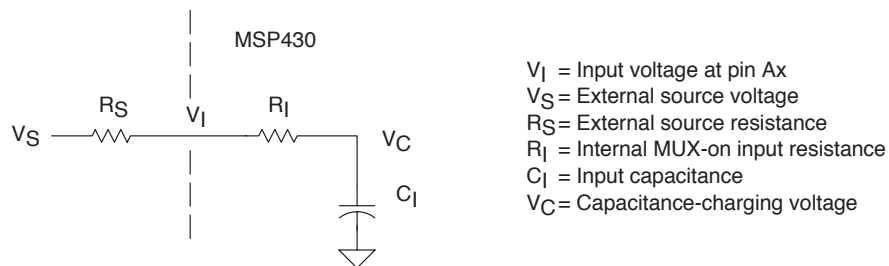 MSP430
RS
VI
RI
VS
VC
CI
VI = Input voltage at pin Ax
VS = External source voltage
RS = External source resistance
RI = Internal MUX-on input resistance
CI = Input capacitance
VC = Capacitance-charging voltage